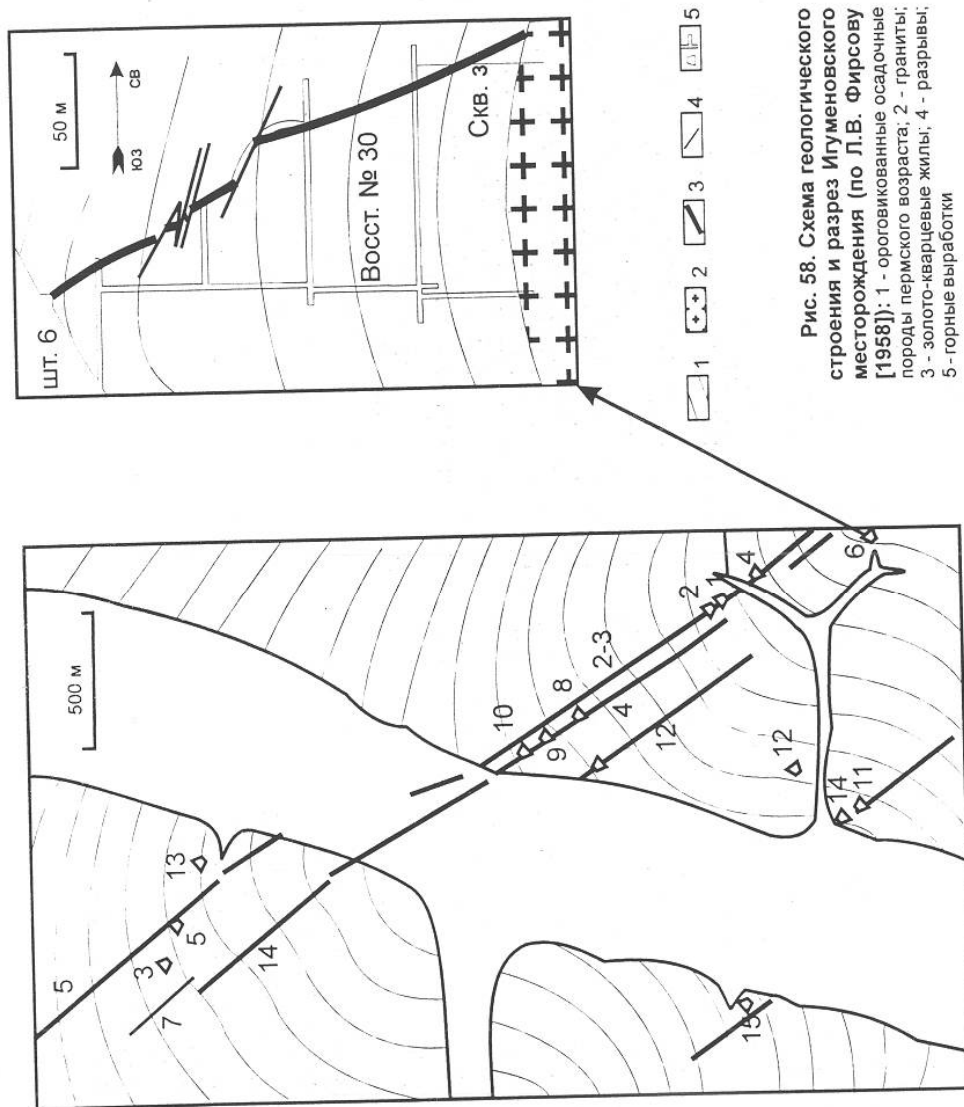 шт. 6
50 м
ЮЗ СВ
Восст. № 30
Скв. 3
500 м
5
13
3
5
7
14
10
9
8
2-3
4
12
2
1
4
12
6
14
11
15
1 2 3 4 5
Рис. 58. Схема геологического
строения и разрез Игуменовского
месторождения (по Л.В. Фирсову
[1958]): 1 - ороговикованные осадочные
породы пермского возраста; 2 - граниты;
3 - золото-кварцевые жилы; 4 - разрывы;
5 - горные выработки